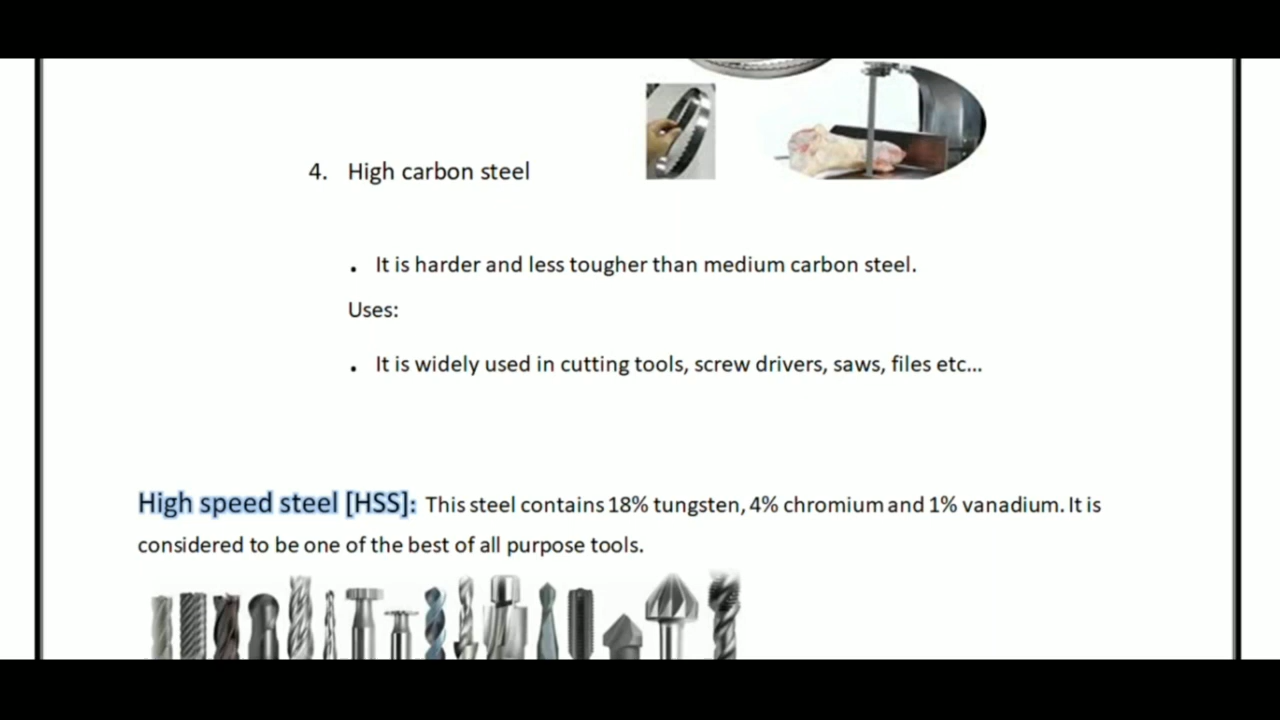 4. High carbon steel
. It is harder and less tougher than medium carbon steel.
Uses:
. It is widely used in cutting tools, screw drivers, saws, files etc...
High speed steel [HSS]: This steel contains 18% tungsten, 4% chromium and 1% vanadium. It is
considered to be one of the best of all purpose tools.